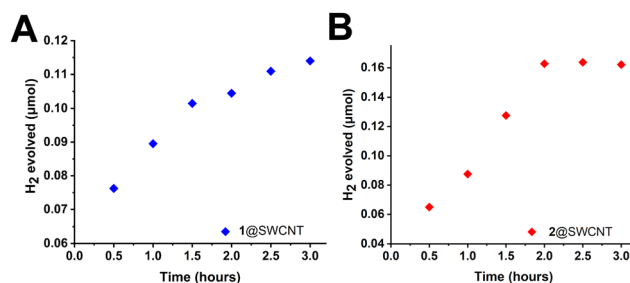 A
H2 evolved (μmol)
0.12
0.11
0.10
0.09
0.08
0.07
0.06
0.0 0.5 1.0 1.5 2.0 2.5 3.0
Time (hours)
1@SWCNT
B
H2 evolved (μmol)
0.16
0.14
0.12
0.10
0.08
0.06
0.04
0.0 0.5 1.0 1.5 2.0 2.5 3.0
Time (hours)
2@SWCNT